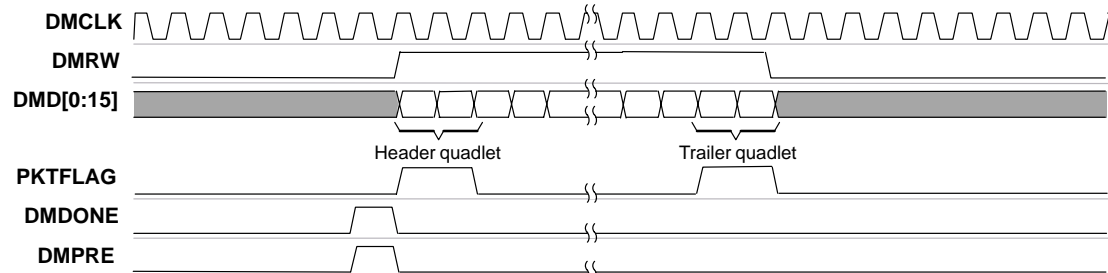 DMCLK
DMRW
DMD[0:15]
Header quadlet Trailer quadlet
PKTFLAG
DMDONE
DMPRE